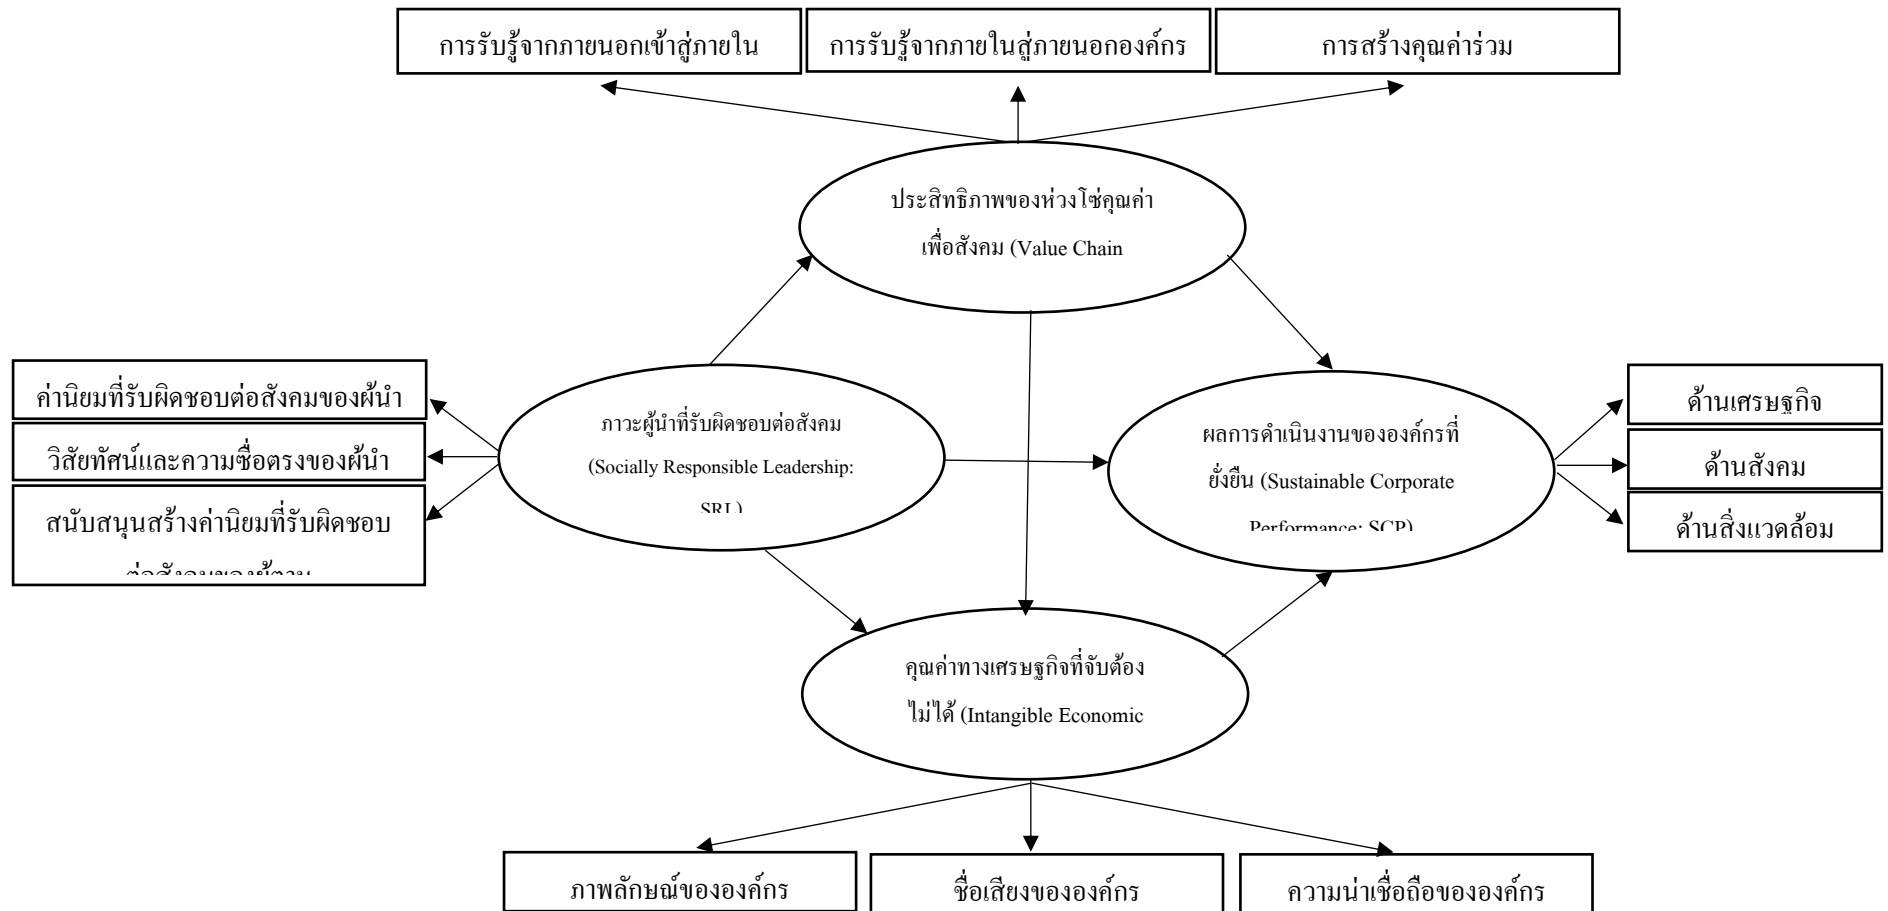 การรับรู้จากภายนอกเข้าสู่ภายใน
การรับรู้จากภายในสู่ภายนอกองค์กร
การสร้างคุณค่าร่วม
ประสิทธิภาพของห่วงโซ่คุณค่า
เพื่อสังคม (Value Chain
ค่านิยมที่รับผิดชอบต่อสังคมของผู้นำ
วิสัยทัศน์และความซื่อตรงของผู้นำ
สนับสนุนสร้างค่านิยมที่รับผิดชอบ
ต่อสังคมของผู้ตาม
ภาวะผู้นำที่รับผิดชอบต่อสังคม
(Socially Responsible Leadership:
SRL)
ผลการดำเนินงานขององค์กรที่
ยั่งยืน (Sustainable Corporate
Performance: SCP)
ด้านเศรษฐกิจ
ด้านสังคม
ด้านสิ่งแวดล้อม
คุณค่าทางเศรษฐกิจที่จับต้อง
ไม่ได้ (Intangible Economic
ภาพลักษณ์ขององค์กร
ชื่อเสียงขององค์กร
ความน่าเชื่อถือขององค์กร